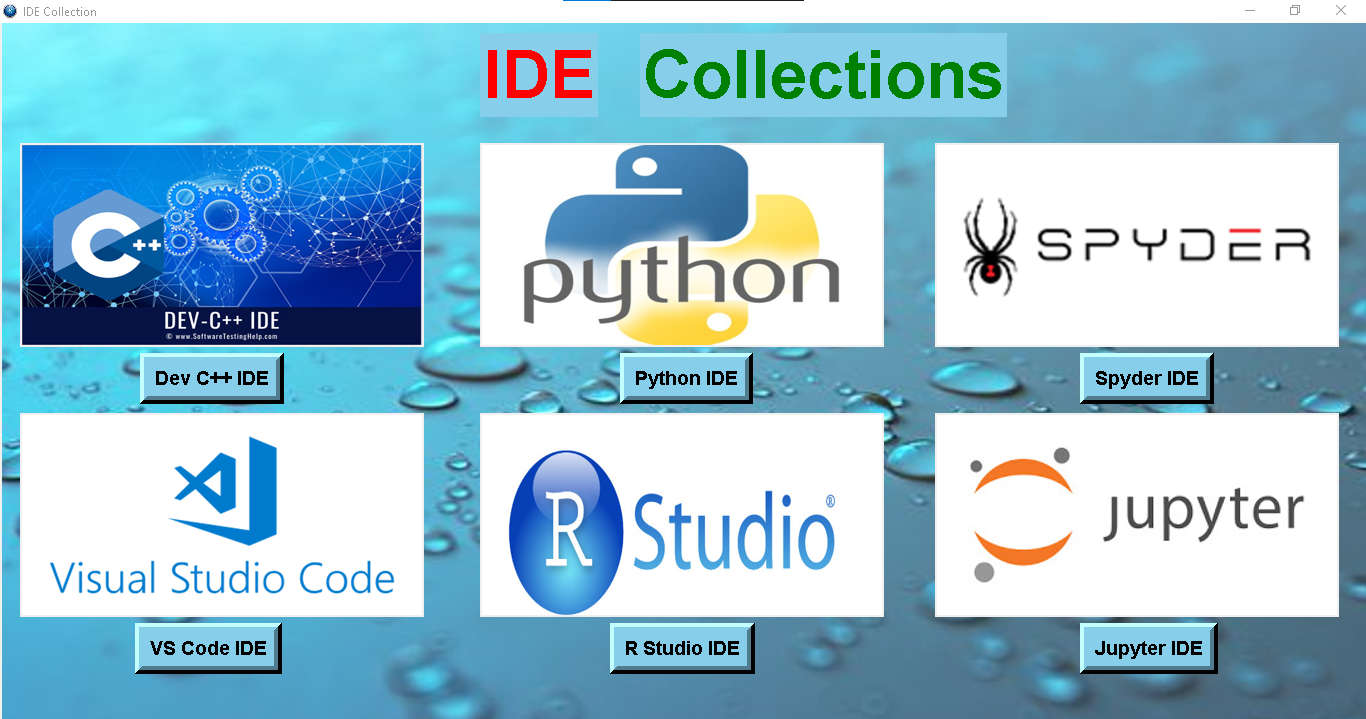 IDE Collection
IDE Collections
C++
DEV-C++ IDE
© www.SoftwareTestingHelp.com
python
SPYDER
Dev C++ IDE
Python IDE
Spyder IDE
Visual Studio Code
R Studio®
jupyter
VS Code IDE
R Studio IDE
Jupyter IDE